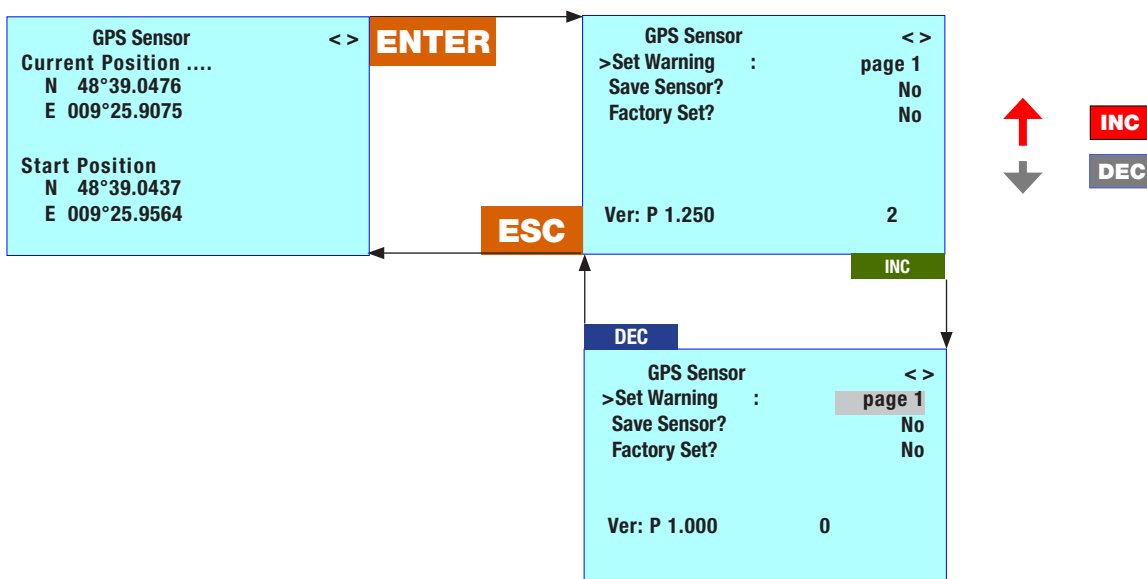 GPS Sensor < >
Current Position ....
N 48°39.0476
E 009°25.9075
Start Position
N 48°39.0437
E 009°25.9564
ENTER
ESC
GPS Sensor < >
>Set Warning : page 1
Save Sensor? No
Factory Set? No
Ver: P 1.250 2
INC
DEC
INC
DEC
GPS Sensor < >
>Set Warning : page 1
Save Sensor? No
Factory Set? No
Ver: P 1.000 0